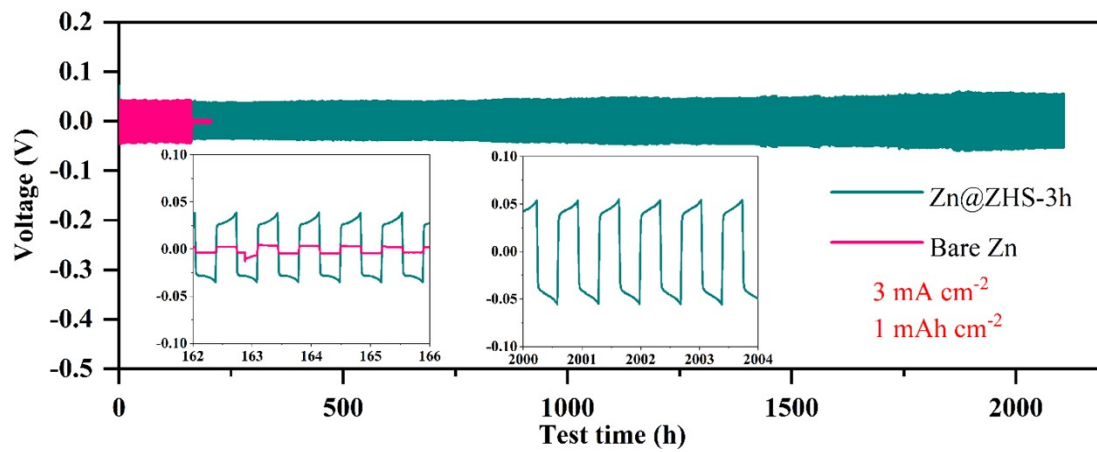 Voltage (V)
0.2
0.1
0.0
-0.1
-0.2
-0.3
-0.4
-0.5
0.10
0.05
0.00
-0.05
-0.10
162 163 164 165 166
0.10
0.05
0.00
-0.05
-0.10
2000 2001 2002 2003 2004
Zn@ZHS-3h
Bare Zn
3 mA cm⁻²
1 mAh cm⁻²
0 500 1000 1500 2000
Test time (h)